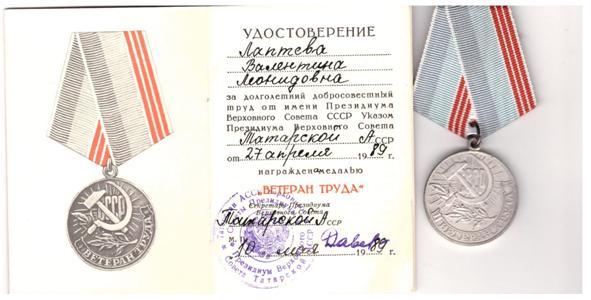 УДОСТОВЕРЕНИЕ
Лаптева
Валентина
Леонидовна
за долголетний добросовестный
труд от имени Президиума
Верховного Совета СССР Указом
Президиума Верховного Совета
Татарской АССР
от 27 апреля 1989 г.
награжден медалью
"ВЕТЕРАН ТРУДА"
Секретарь Президиума
Верховного Совета
Татарской АССР
М.
10 мая 1989 г.
СССР
ВЕТЕРАН ТРУДА
СССР